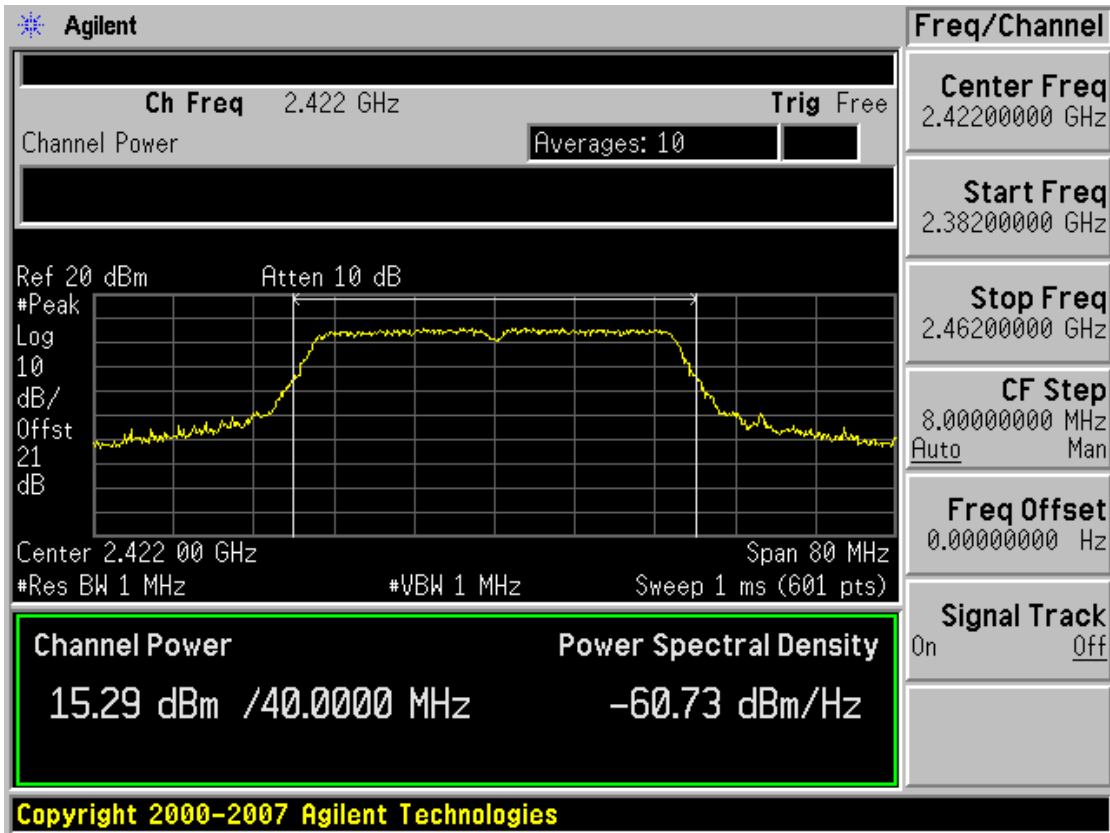 Agilent
Freq/Channel
Ch Freq 2.422 GHz Trig Free
Channel Power Averages: 10
Ref 20 dBm Atten 10 dB
#Peak
Log
10
dB/
Offst
21
dB
Center 2.422 00 GHz Span 80 MHz
#Res BW 1 MHz #VBW 1 MHz Sweep 1 ms (601 pts)
Channel Power Power Spectral Density
15.29 dBm /40.0000 MHz -60.73 dBm/Hz
Copyright 2000-2007 Agilent Technologies
Center Freq
2.42200000 GHz
Start Freq
2.38200000 GHz
Stop Freq
2.46200000 GHz
CF Step
8.00000000 MHz
Auto Man
Freq Offset
0.00000000 Hz
Signal Track
On Off